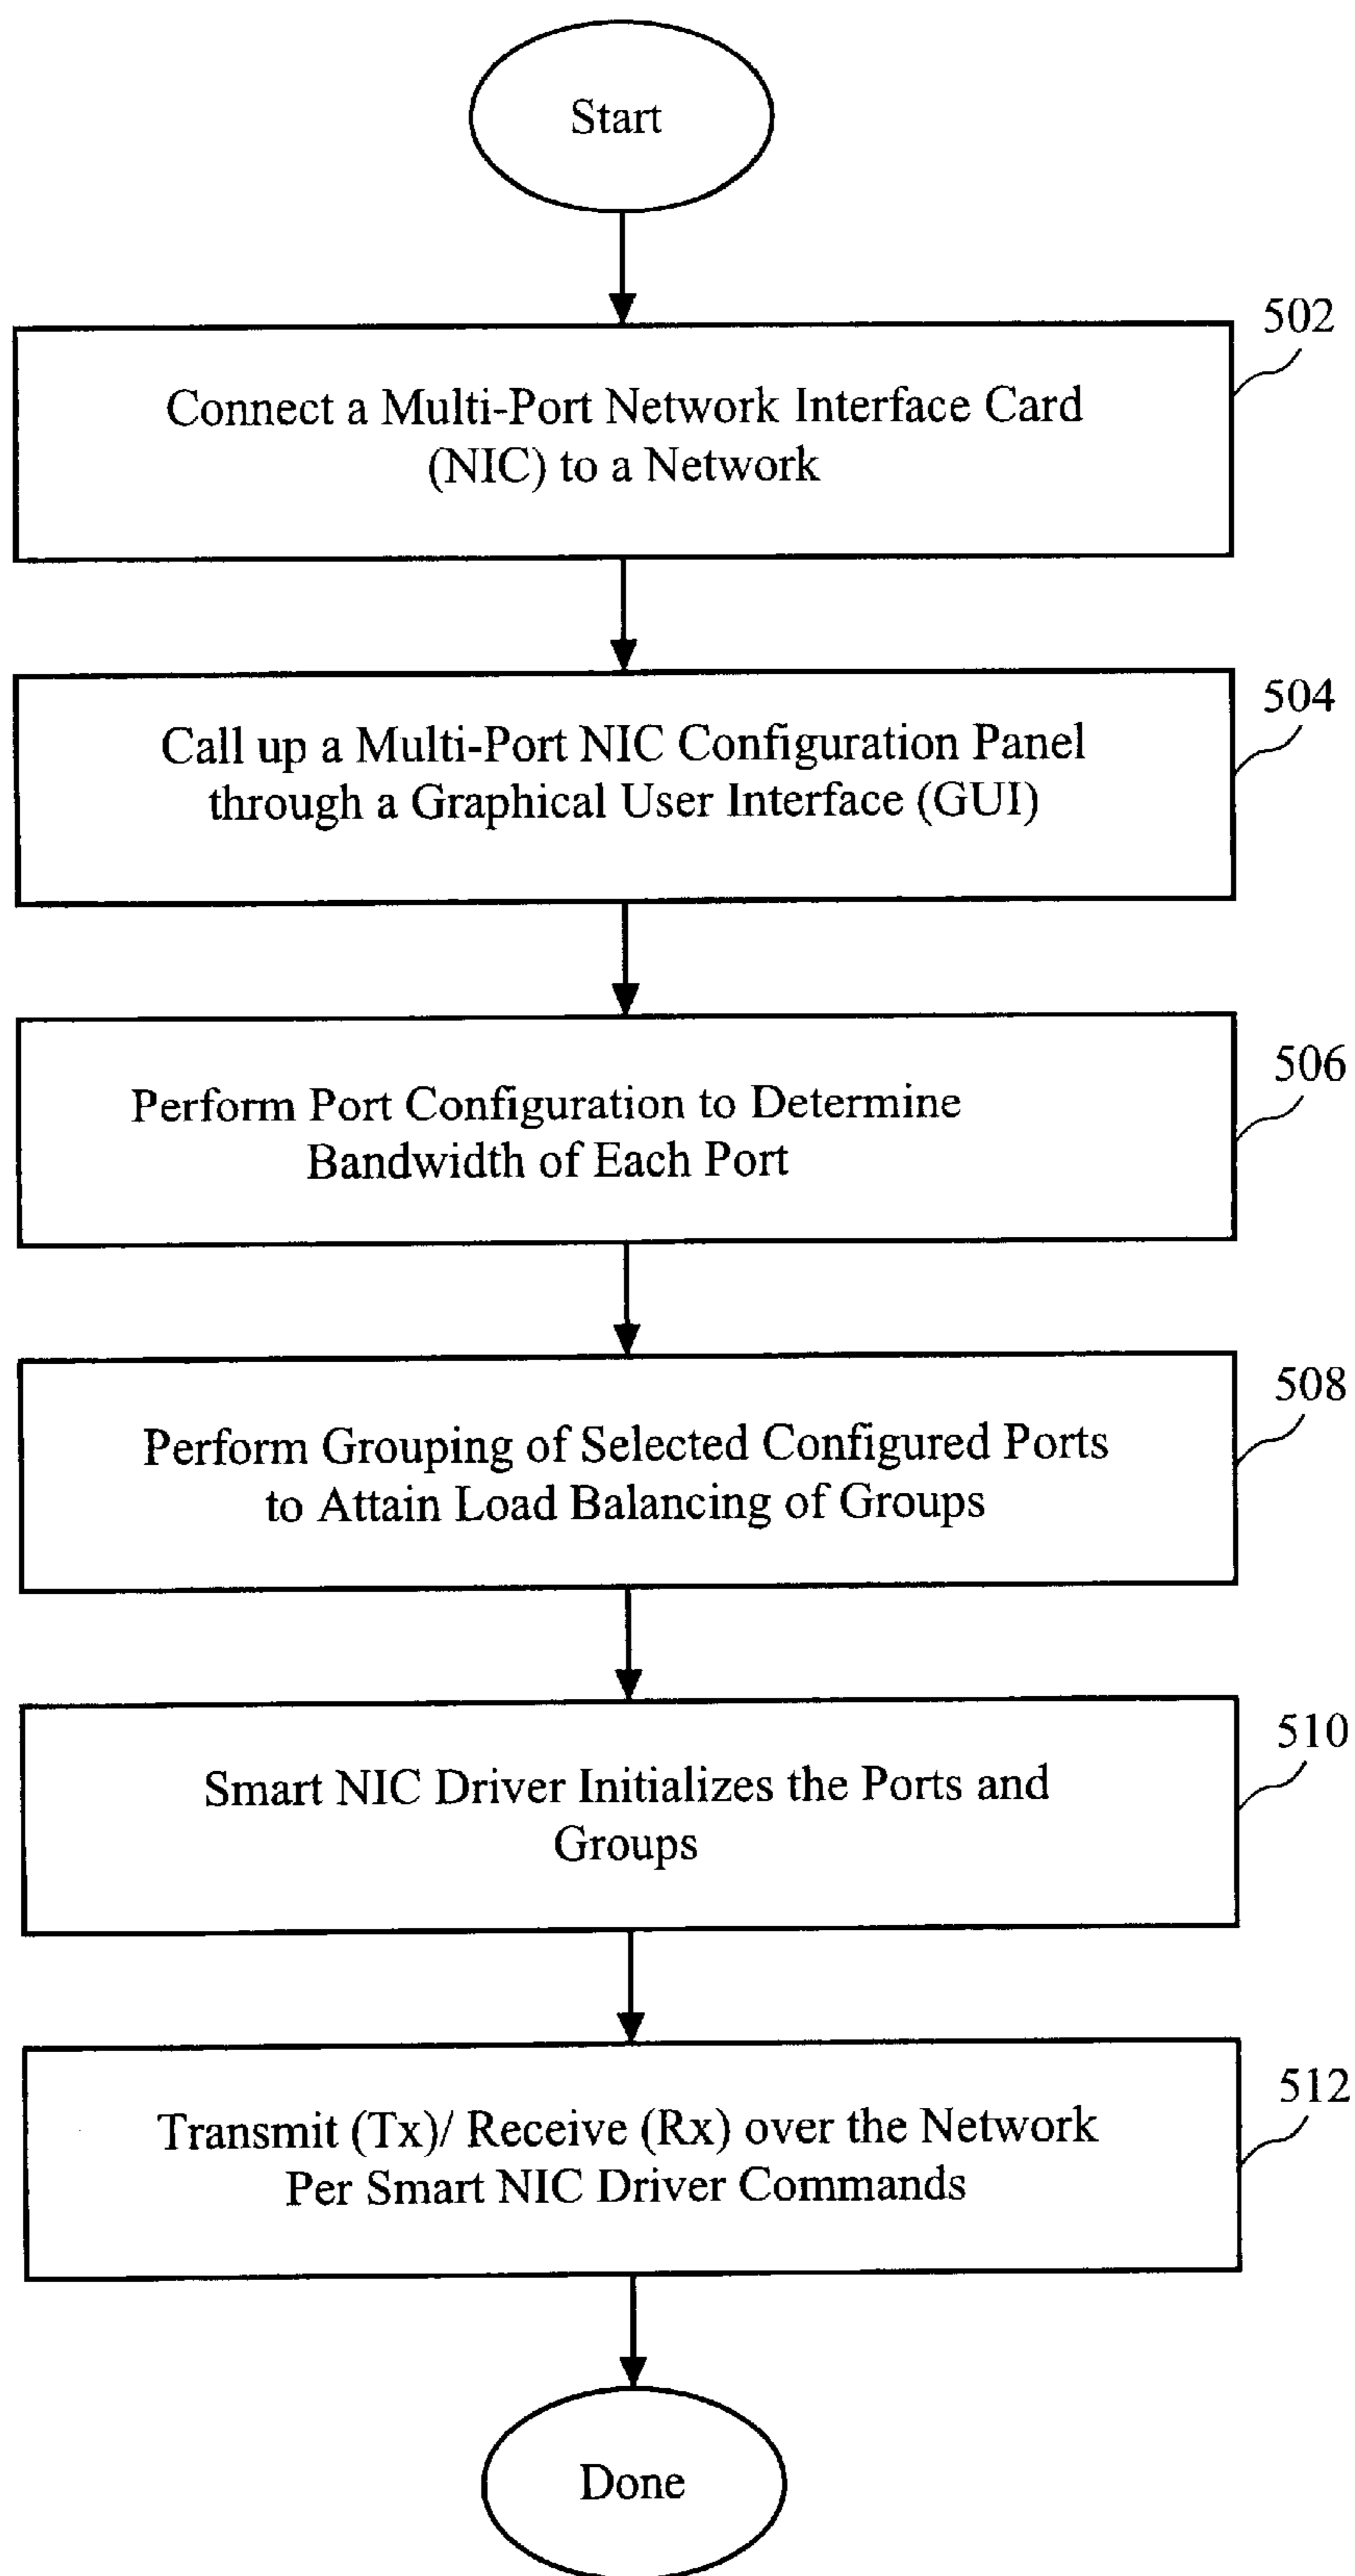 Start
502
Connect a Multi-Port Network Interface Card
(NIC) to a Network
504
Call up a Multi-Port NIC Configuration Panel
through a Graphical User Interface (GUI)
506
Perform Port Configuration to Determine
Bandwidth of Each Port
508
Perform Grouping of Selected Configured Ports
to Attain Load Balancing of Groups
510
Smart NIC Driver Initializes the Ports and
Groups
512
Transmit (Tx)/ Receive (Rx) over the Network
Per Smart NIC Driver Commands
Done